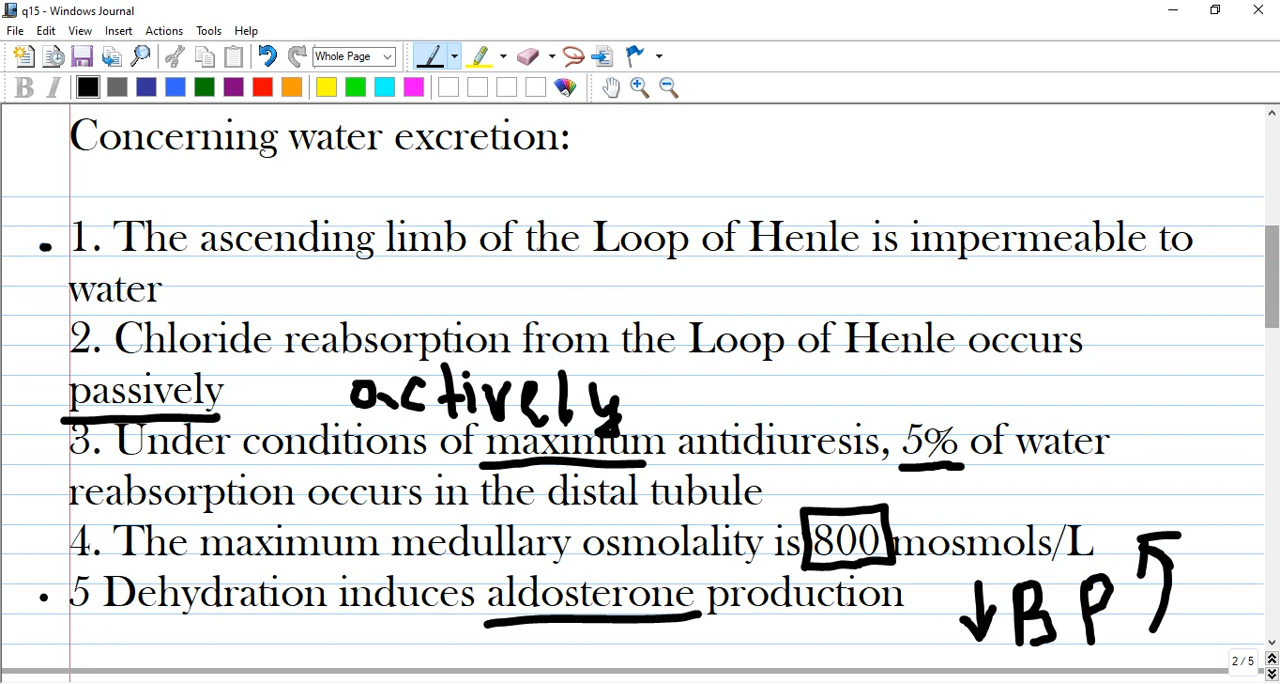 q15 - Windows Journal
File Edit View Insert Actions Tools Help
Whole Page
B I
Concerning water excretion:
1. The ascending limb of the Loop of Henle is impermeable to
water
2. Chloride reabsorption from the Loop of Henle occurs
passively actively
3. Under conditions of maximum antidiuresis, 5% of water
reabsorption occurs in the distal tubule
4. The maximum medullary osmolality is 800 mosmols/L
5 Dehydration induces aldosterone production ↓ BP
2 / 5